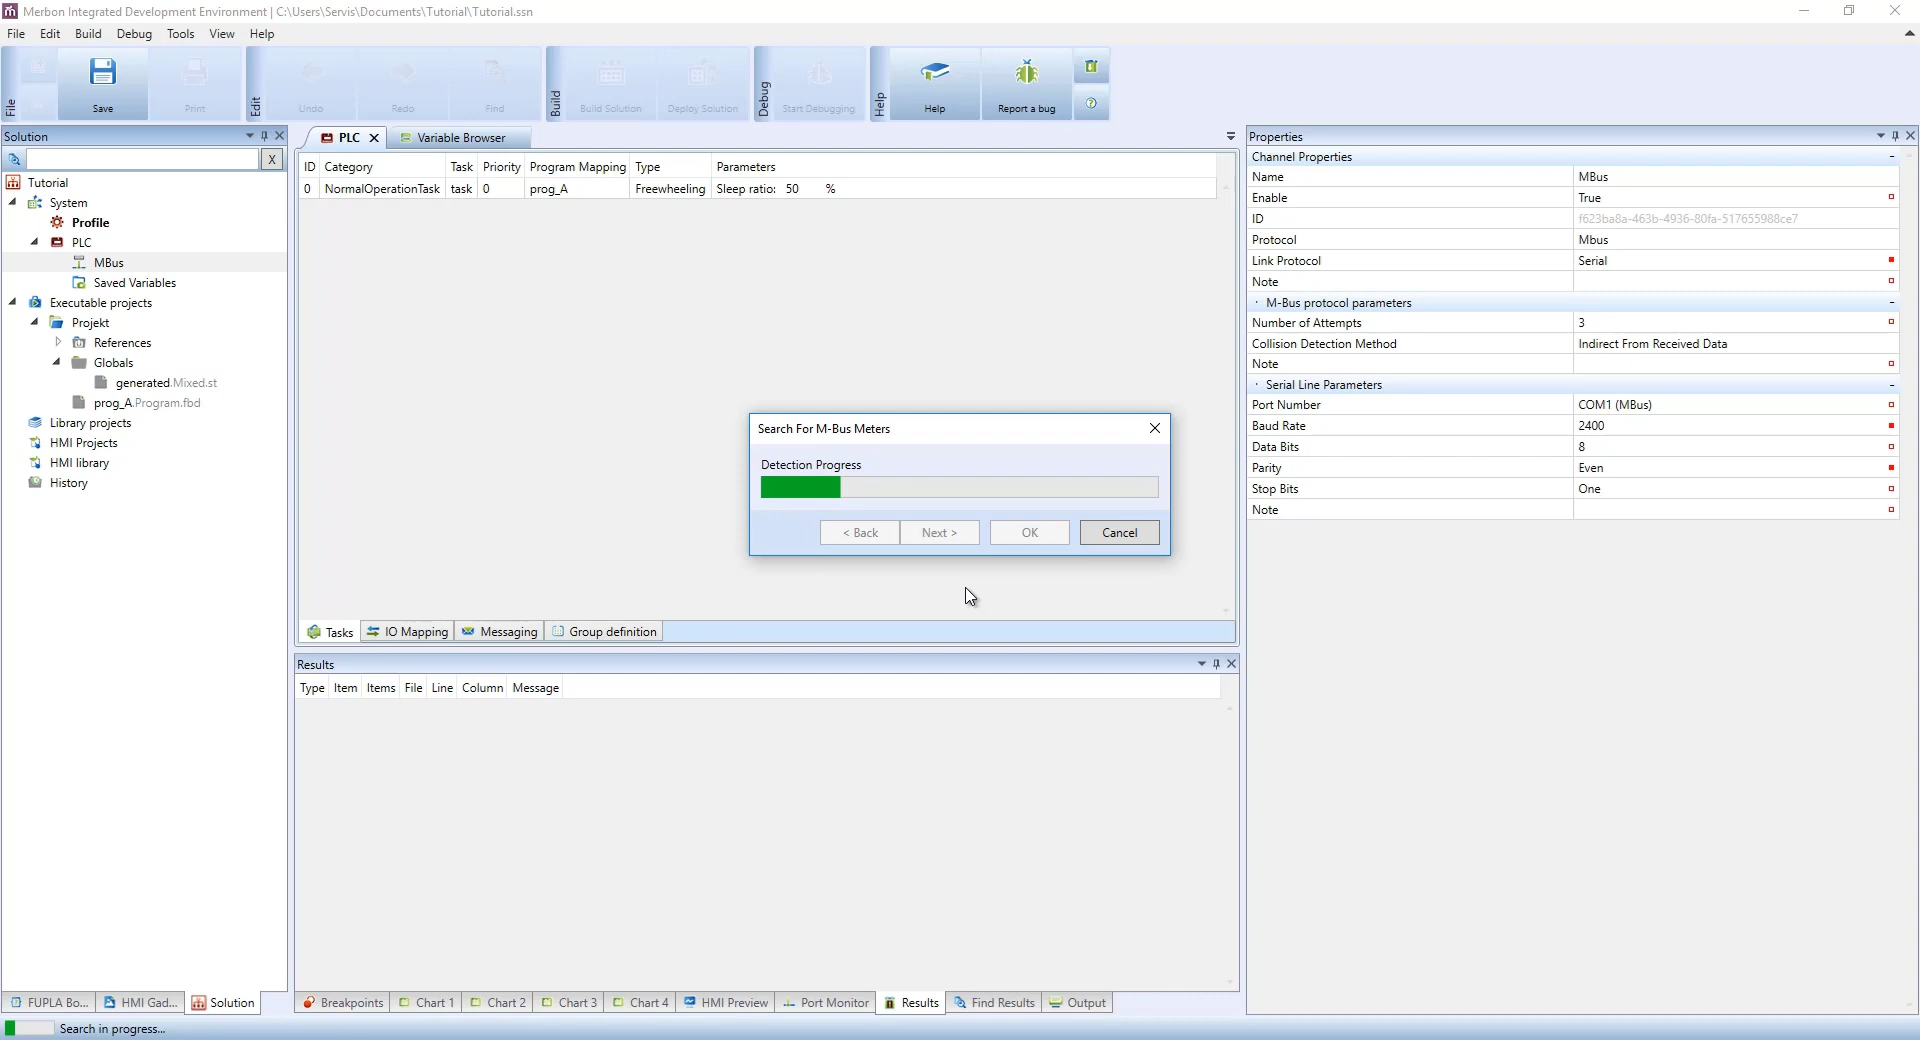 Merbon Integrated Development Environment | C:\Users\Servis\Documents\Tutorial\Tutorial.ssn
File Edit Build Debug Tools View Help
File
Save
Print
Edit
Undo
Redo
Find
Build
Build Solution
Deploy Solution
Debug
Start Debugging
Help
Help
Report a bug
Solution
X
Tutorial
System
Profile
PLC
MBus
Saved Variables
Executable projects
Projekt
References
Globals
generated.Mixed.st
prog_A.Program.fbd
Library projects
HMI Projects
HMI library
History
FUPLA Bo... HMI Gad... Solution
PLC Variable Browser
ID Category Task Priority Program Mapping Type Parameters
0 NormalOperationTask task 0 prog_A Freewheeling Sleep ratio: 50 %
Search For M-Bus Meters
Detection Progress
< Back Next > OK Cancel
Tasks IO Mapping Messaging Group definition
Results
Type Item Items File Line Column Message
Breakpoints Chart 1 Chart 2 Chart 3 Chart 4 HMI Preview Port Monitor Results Find Results Output
Properties
Channel Properties
Name MBus
Enable True
ID f623ba8a-463b-4936-80fa-517655988ce7
Protocol Mbus
Link Protocol Serial
Note
M-Bus protocol parameters
Number of Attempts 3
Collision Detection Method Indirect From Received Data
Note
Serial Line Parameters
Port Number COM1 (MBus)
Baud Rate 2400
Data Bits 8
Parity Even
Stop Bits One
Note
Search in progress...